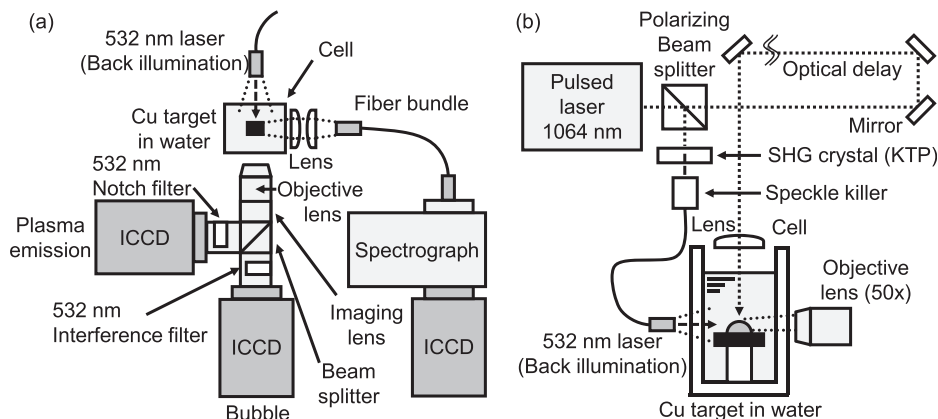 (a)
532 nm laser
(Back illumination)
Cell
Cu target
in water
Fiber bundle
Lens
532 nm
Notch filter
Objective
lens
Plasma
emission
ICCD
Spectrograph
532 nm
Interference filter
Imaging
lens
ICCD
ICCD
Beam
splitter
Bubble
(b)
Polarizing
Beam
splitter
Optical delay
Pulsed
laser
1064 nm
Mirror
SHG crystal (KTP)
Speckle killer
Lens
Cell
Objective
lens (50x)
532 nm laser
(Back illumination)
Cu target in water